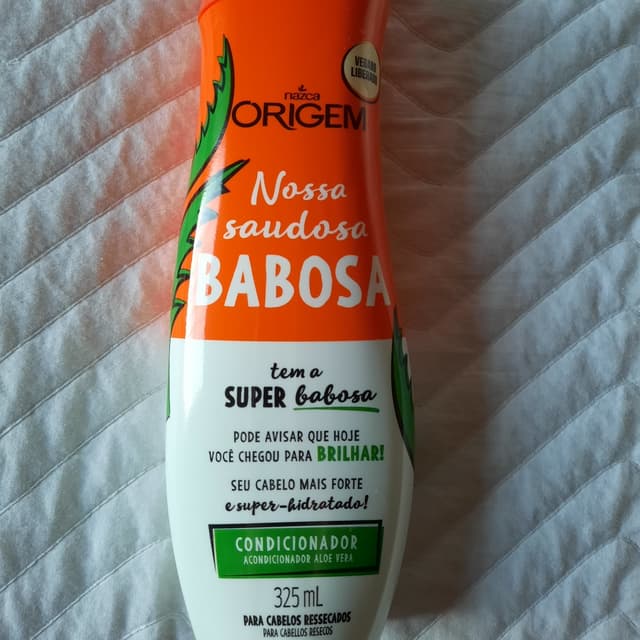 VEGANO
LIBERADO
nazca
ORIGEM
Nossa
saudosa
BABOSA
tem a
SUPER babosa
PODE AVISAR QUE HOJE
VOCÊ CHEGOU PARA BRILHAR!
SEU CABELO MAIS FORTE
e super-hidratado!
CONDICIONADOR
ACONDICIONADOR ALOE VERA
325 mL
PARA CABELOS RESSECADOS
PARA CABELLOS RESECOS